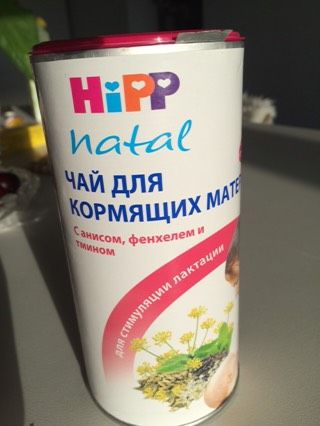 HiPP
natal
ЧАЙ ДЛЯ
КОРМЯЩИХ
С анисом, фенхелем и
тмином
для стимуляции лактации